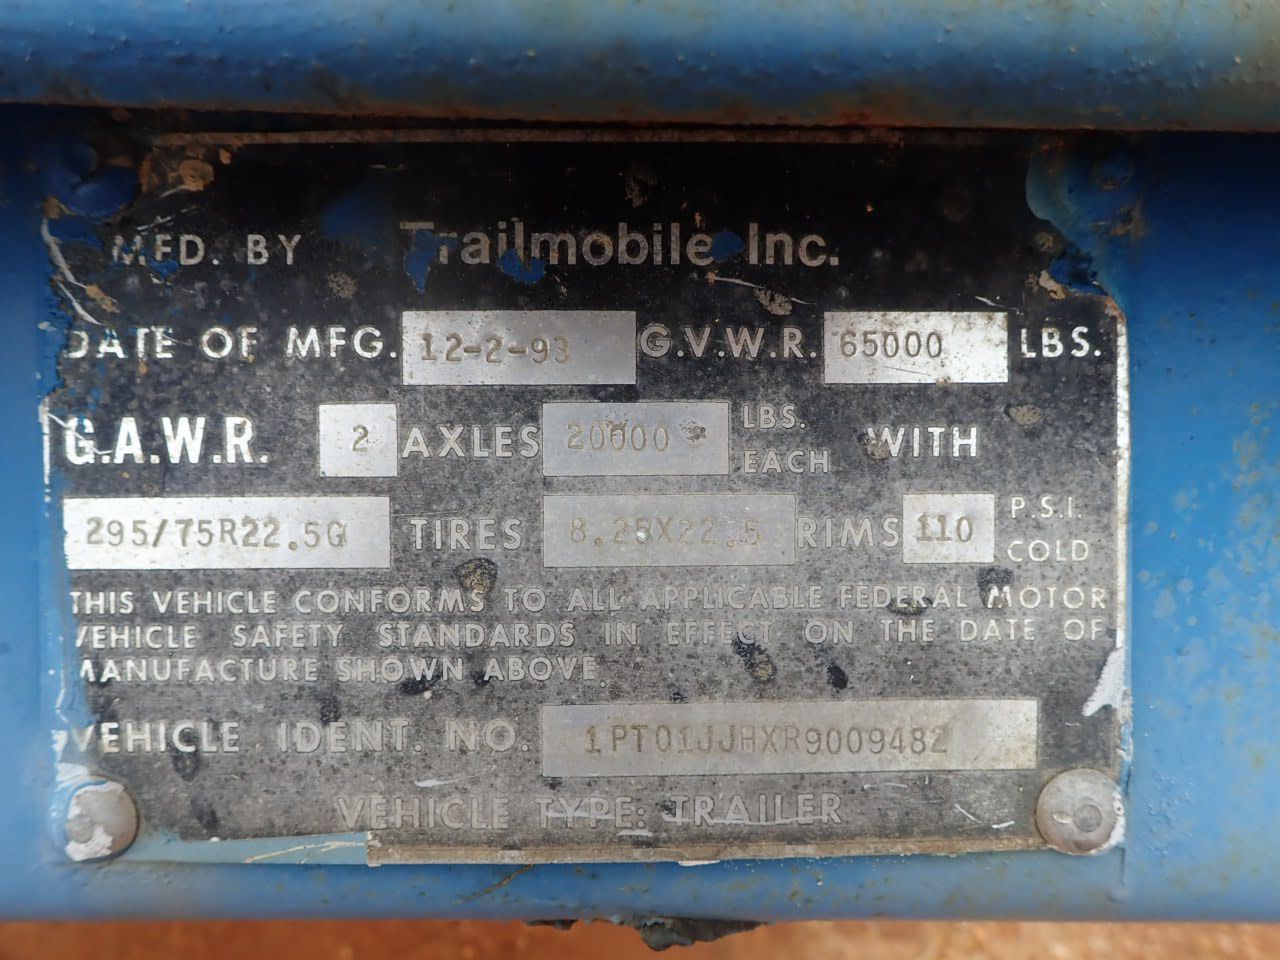 MFD. BY Trailmobile Inc.
DATE OF MFG. 12-2-93 G.V.W.R. 65000 LBS.
G.A.W.R. 2 AXLES 20000 LBS. EACH WITH
295/75R22.5G TIRES 8.25X22.5 RIMS 110 P.S.I. COLD
THIS VEHICLE CONFORMS TO ALL APPLICABLE FEDERAL MOTOR
VEHICLE SAFETY STANDARDS IN EFFECT ON THE DATE OF
MANUFACTURE SHOWN ABOVE.
VEHICLE IDENT. NO. 1PT01JJHXR9009482
VEHICLE TYPE: TRAILER